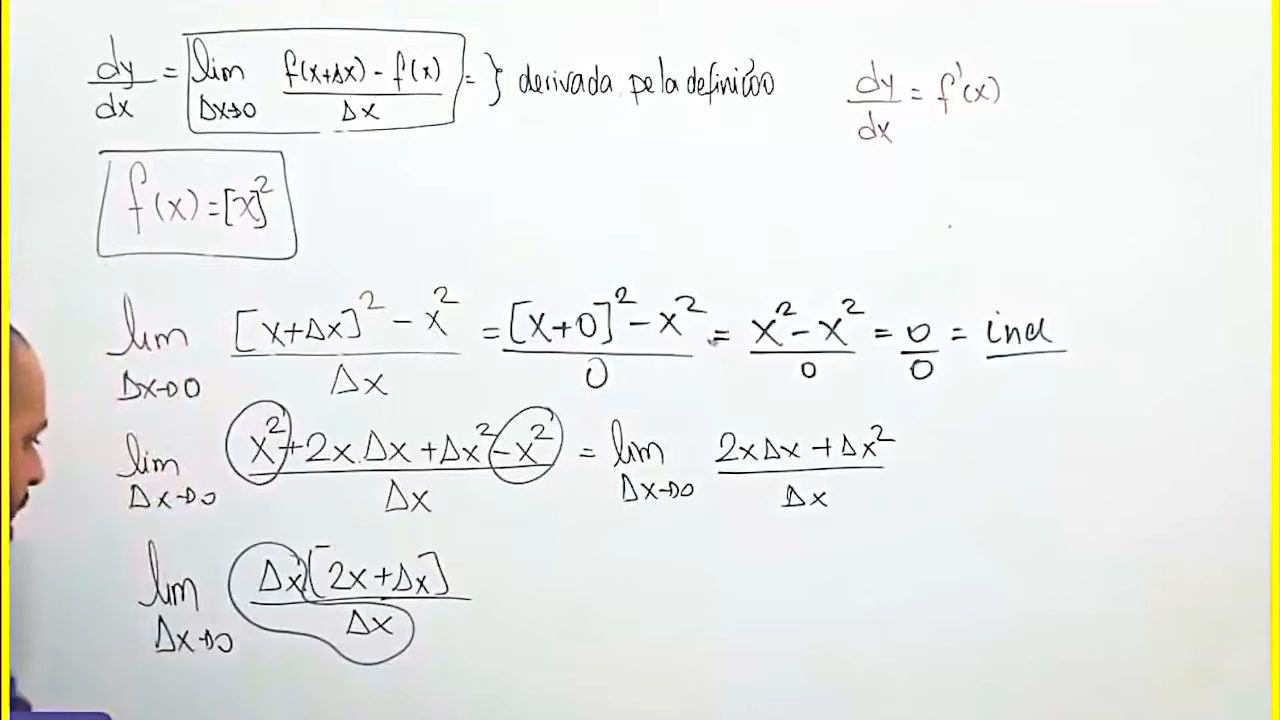 dy/dx = lim Δx→0 (f(x+Δx) - f(x))/Δx = } derivada pela definição dy/dx = f'(x)
f(x) = [x]²
lim Δx→0 ([x+Δx]² - x²)/Δx = ([x+0]² - x²)/0 = (x² - x²)/0 = 0/0 = ind
lim Δx→0 (x² + 2x.Δx + Δx² - x²)/Δx = lim Δx→0 (2xΔx + Δx²)/Δx
lim Δx→0 (Δx[2x+Δx])/Δx